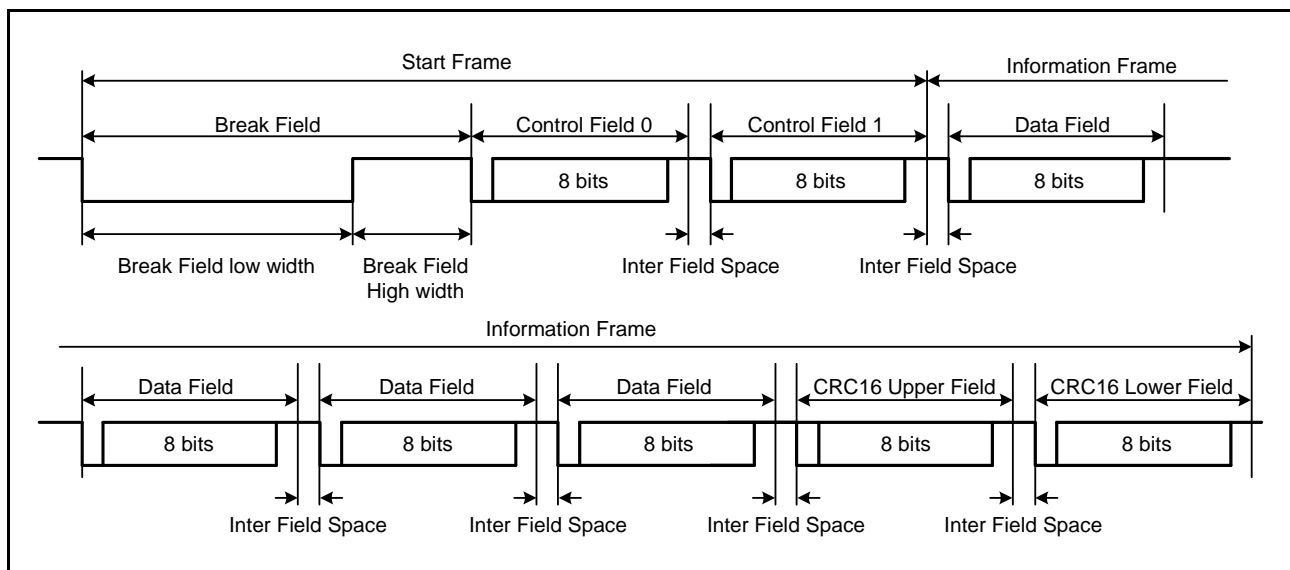 Start Frame
Information Frame
Break Field
Control Field 0
Control Field 1
Data Field
8 bits
8 bits
8 bits
Break Field low width
Break Field
High width
Inter Field Space
Inter Field Space
Information Frame
Data Field
Data Field
Data Field
CRC16 Upper Field
CRC16 Lower Field
8 bits
8 bits
8 bits
8 bits
8 bits
Inter Field Space
Inter Field Space
Inter Field Space
Inter Field Space